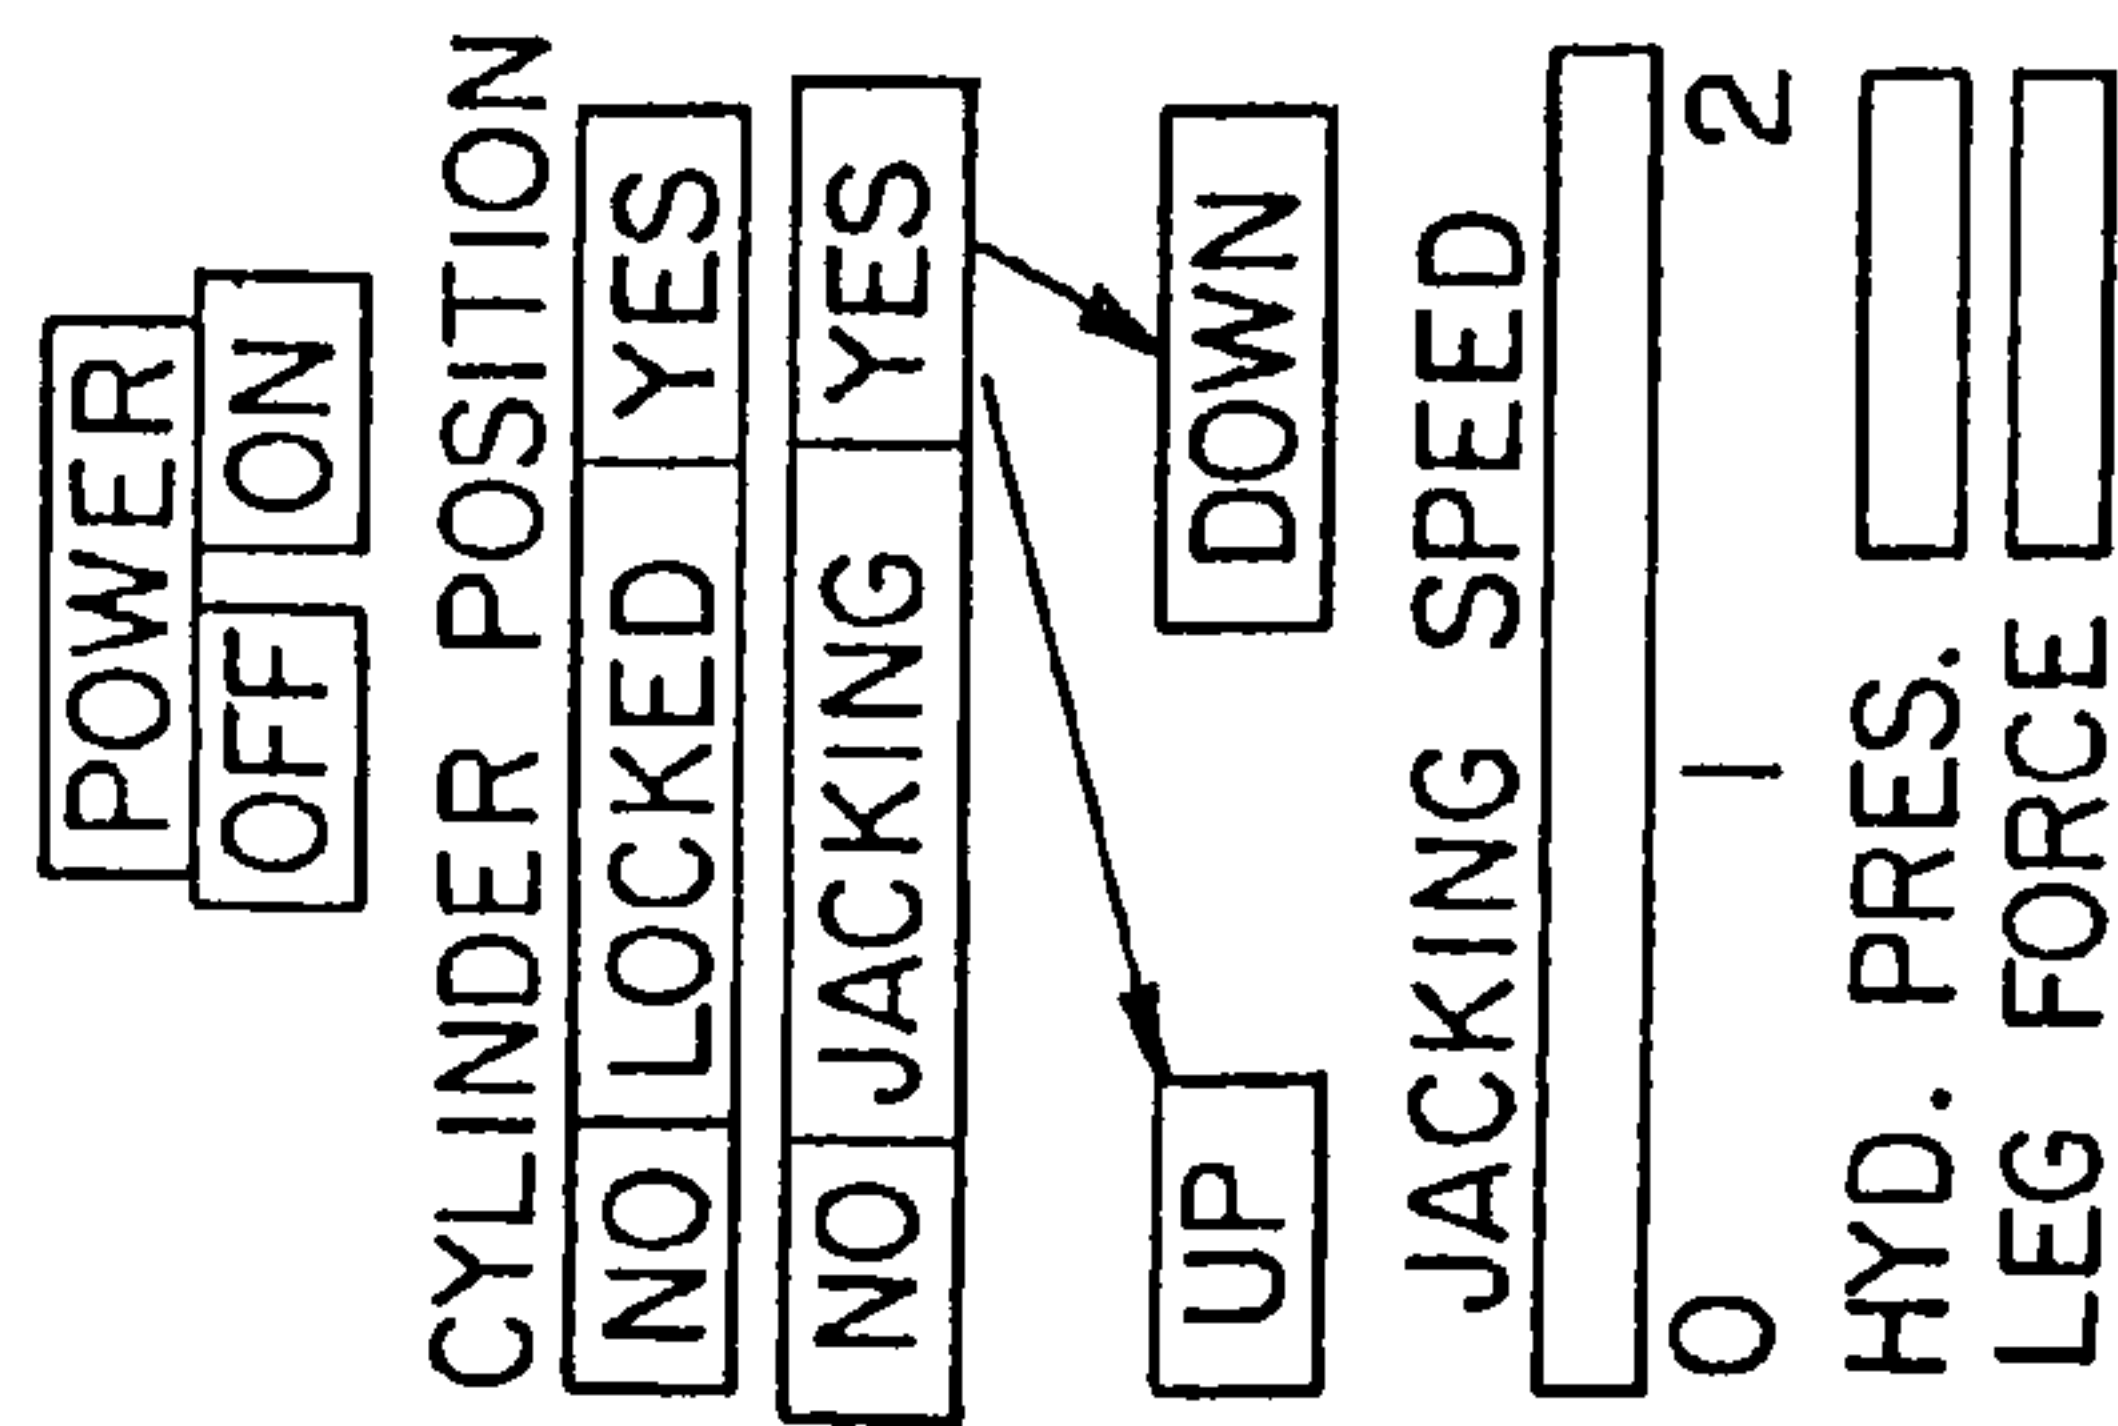 POWER
OFF ON
CYLINDER POSITION
NO LOCKED YES
NO JACKING YES
UP DOWN
JACKING SPEED
0 1 2
HYD. PRES.
LEG FORCE